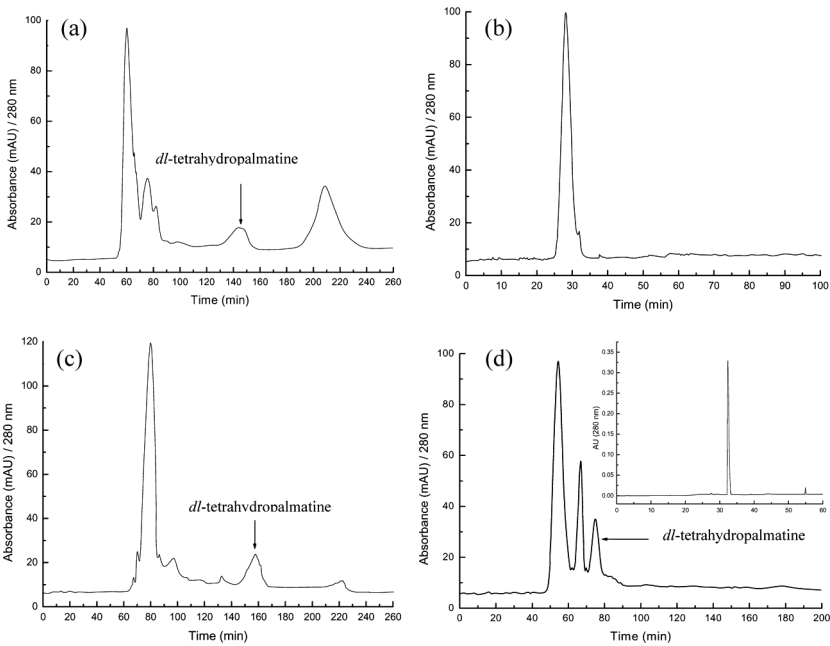 (a)
Absorbance (mAU) / 280 nm
100
80
60
40
20
0
dl-tetrahydropalmatine
0 20 40 60 80 100 120 140 160 180 200 220 240 260
Time (min)
(b)
Absorbance (mAU) / 280 nm
100
80
60
40
20
0
0 10 20 30 40 50 60 70 80 90 100
Time (min)
(c)
Absorbance (mAU) / 280 nm
120
100
80
60
40
20
0
dl-tetrahydropalmatine
0 20 40 60 80 100 120 140 160 180 200 220 240 260
Time (min)
(d)
Absorbance (mAU) / 280 nm
100
80
60
40
20
0
AU (280 nm)
0.35
0.30
0.25
0.20
0.15
0.10
0.05
0.00
0 10 20 30 40 50 60
dl-tetrahydropalmatine
0 20 40 60 80 100 120 140 160 180 200
Time (min)